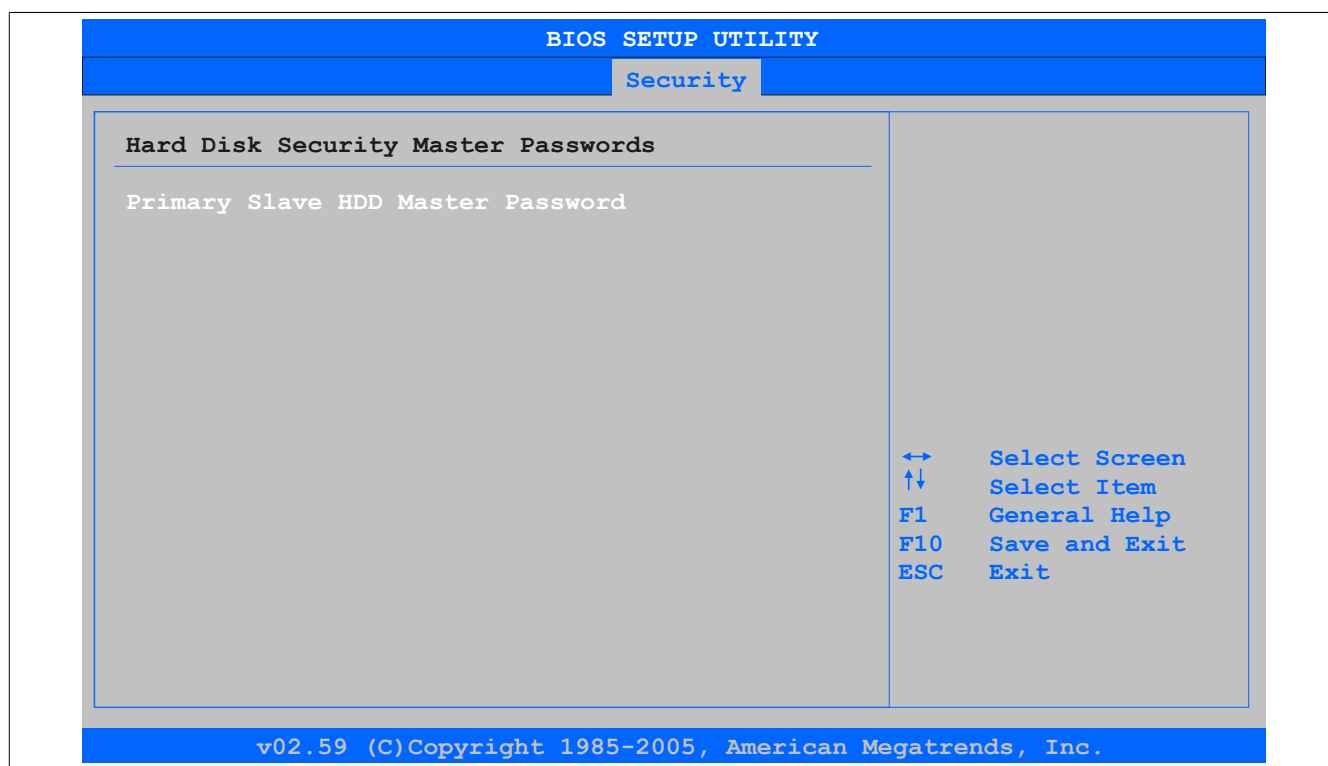 BIOS SETUP UTILITY
Security
Hard Disk Security Master Passwords
Primary Slave HDD Master Password
↔ Select Screen
↑↓ Select Item
F1 General Help
F10 Save and Exit
ESC Exit
v02.59 (C)Copyright 1985-2005, American Megatrends, Inc.